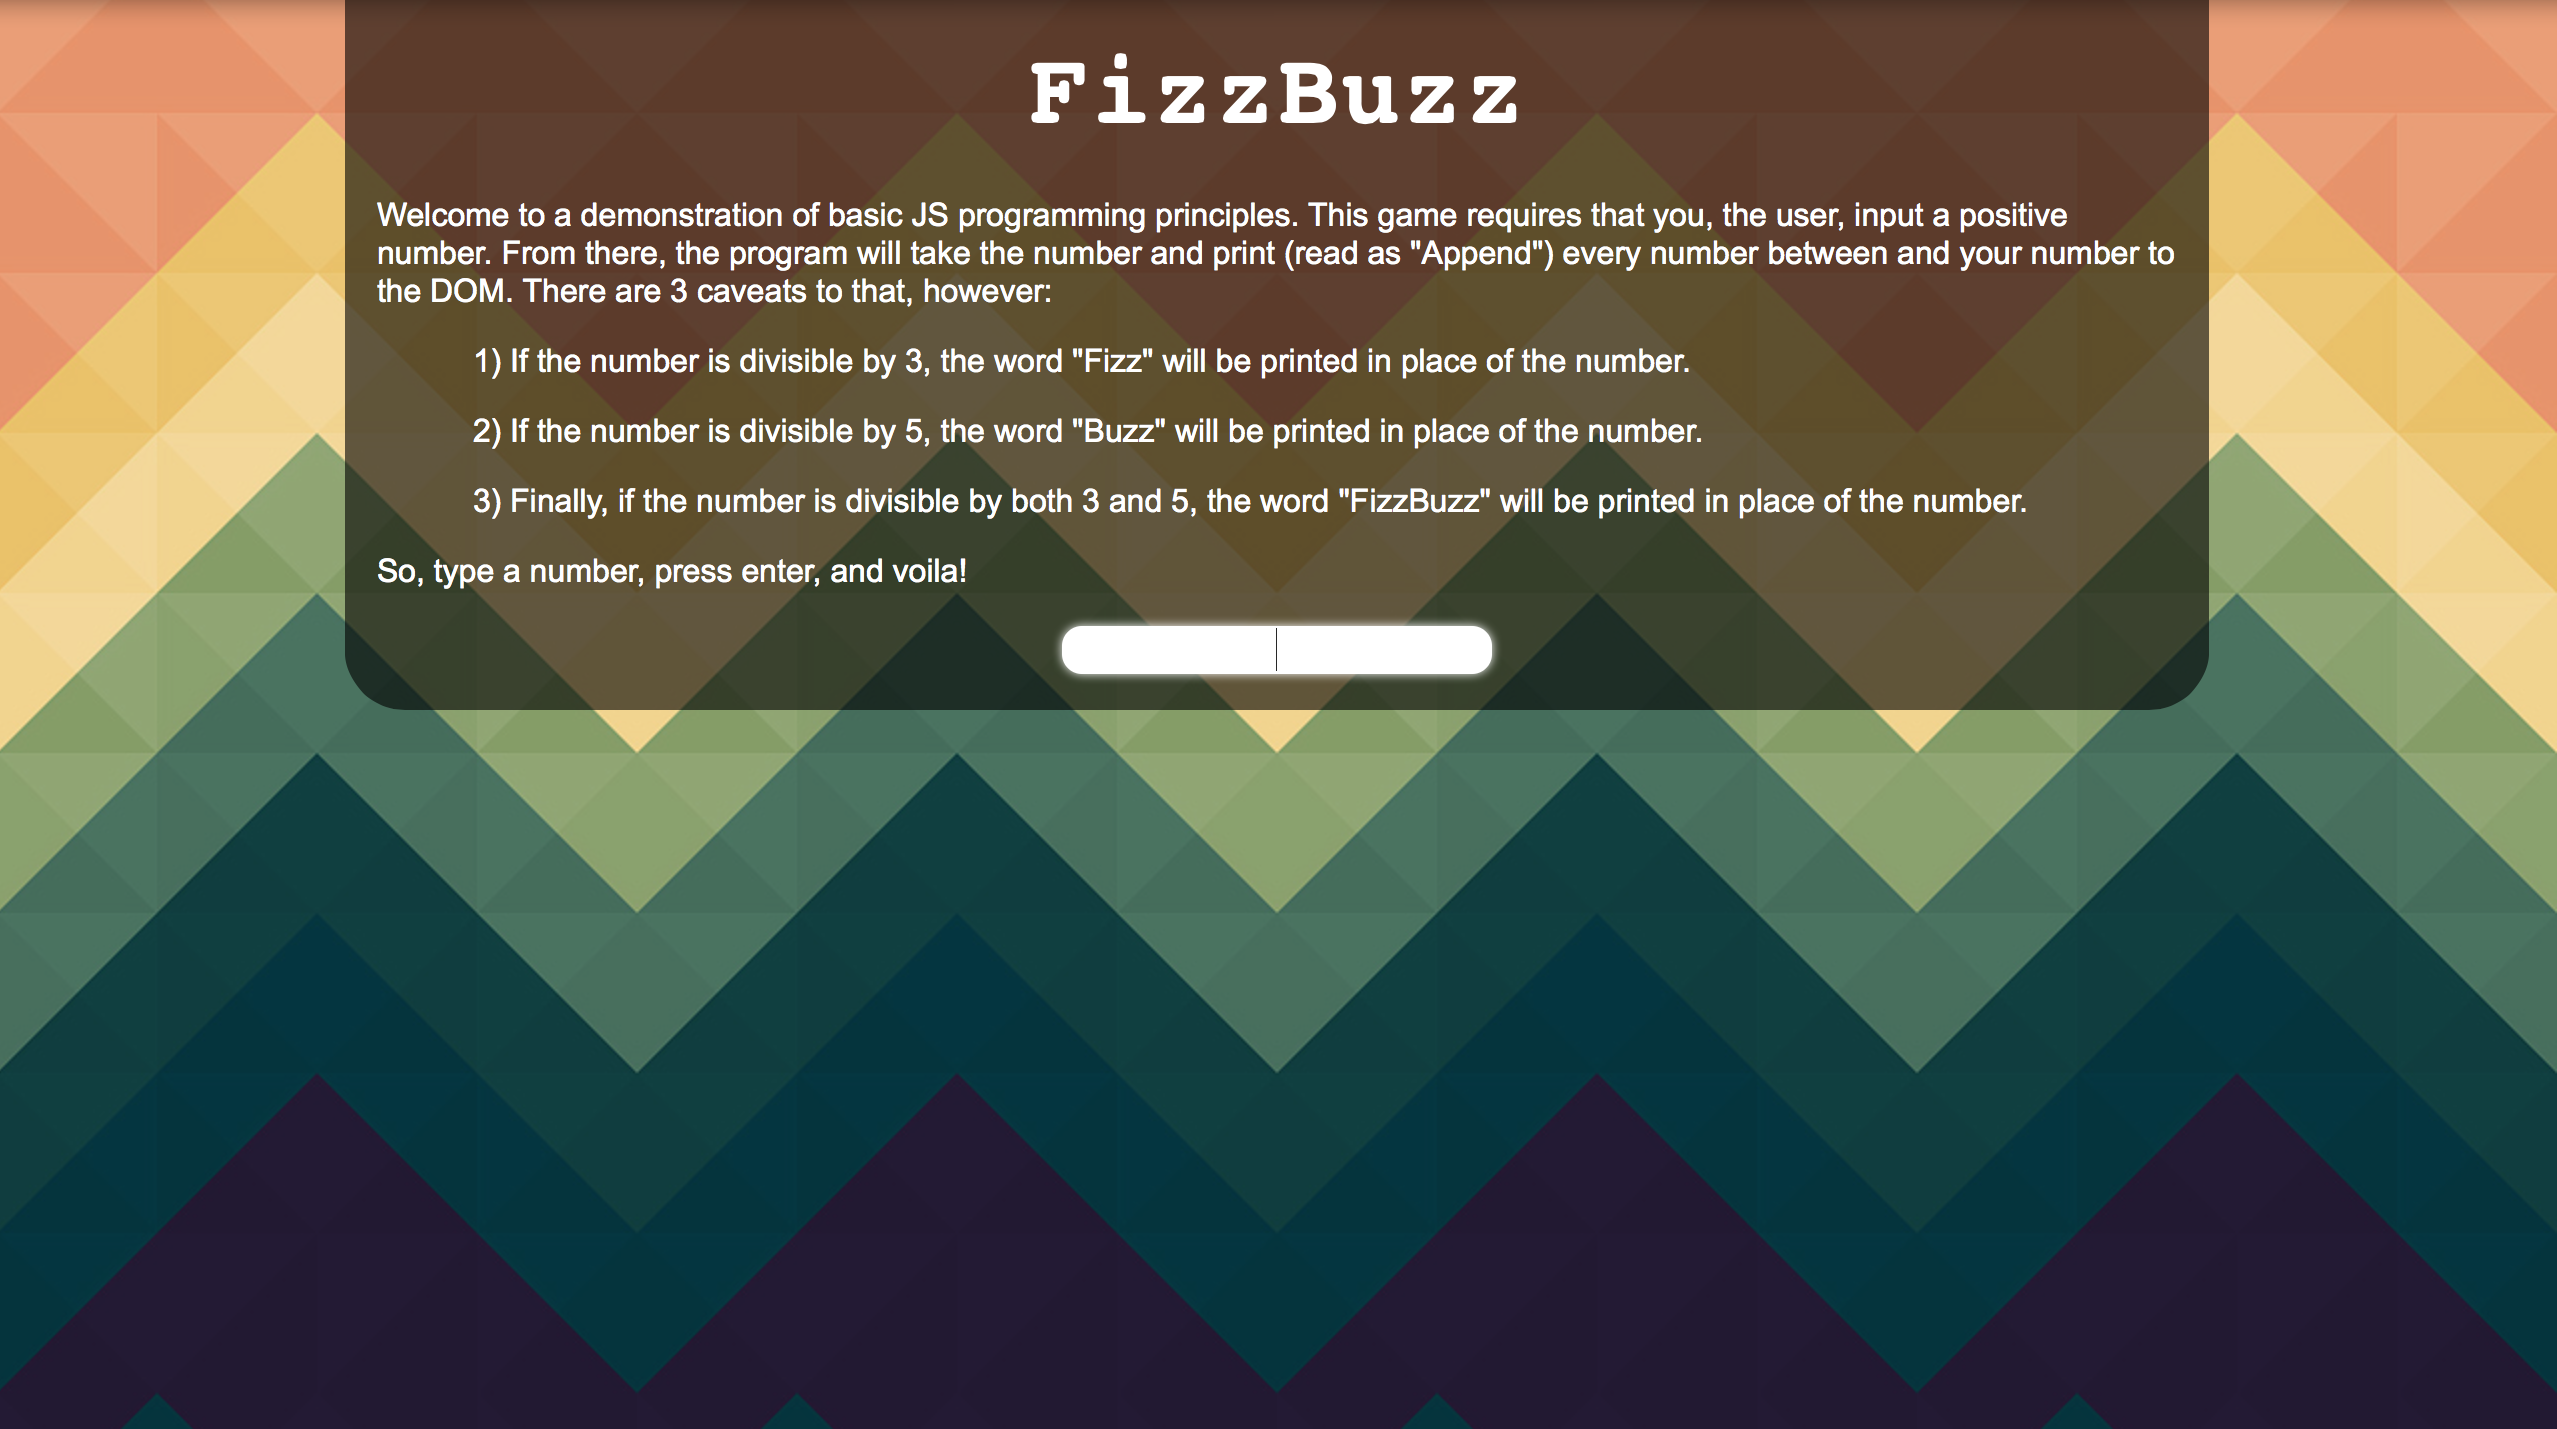 FizzBuzz
Welcome to a demonstration of basic JS programming principles. This game requires that you, the user, input a positive
number. From there, the program will take the number and print (read as "Append") every number between and your number to
the DOM. There are 3 caveats to that, however:
1) If the number is divisible by 3, the word "Fizz" will be printed in place of the number.
2) If the number is divisible by 5, the word "Buzz" will be printed in place of the number.
3) Finally, if the number is divisible by both 3 and 5, the word "FizzBuzz" will be printed in place of the number.
So, type a number, press enter, and voila!